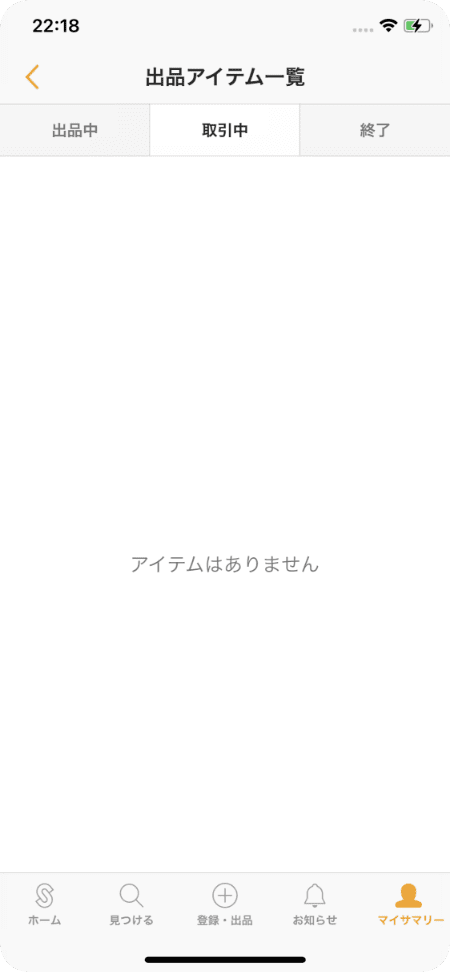 22:18
出品アイテム一覧
出品中 取引中 終了
アイテムはありません
ホーム 見つける 登録・出品 お知らせ マイサマリー